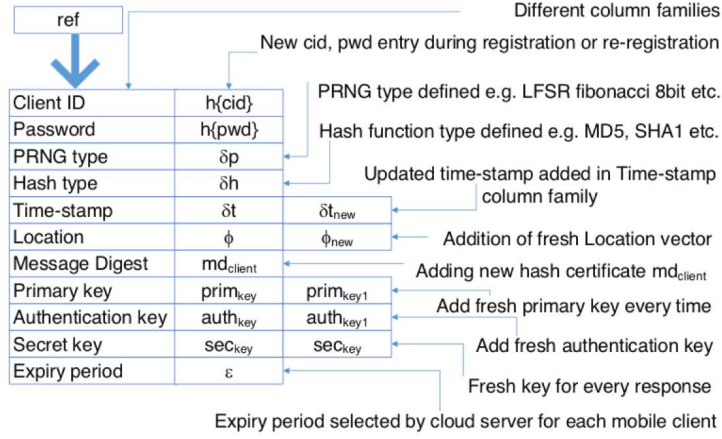 ref
Different column families
New cid, pwd entry during registration or re-registration
Client ID h{cid}
PRNG type defined e.g. LFSR fibonacci 8bit etc.
Password h{pwd}
Hash function type defined e.g. MD5, SHA1 etc.
PRNG type δp
Hash type δh
Updated time-stamp added in Time-stamp
column family
Time-stamp δt δtnew
Location ϕ ϕnew
Addition of fresh Location vector
Message Digest mdclient
Adding new hash certificate mdclient
Primary key primkey primkey1
Add fresh primary key every time
Authentication key authkey authkey1
Secret key seckey seckey
Add fresh authentication key
Expiry period ε
Fresh key for every response
Expiry period selected by cloud server for each mobile client